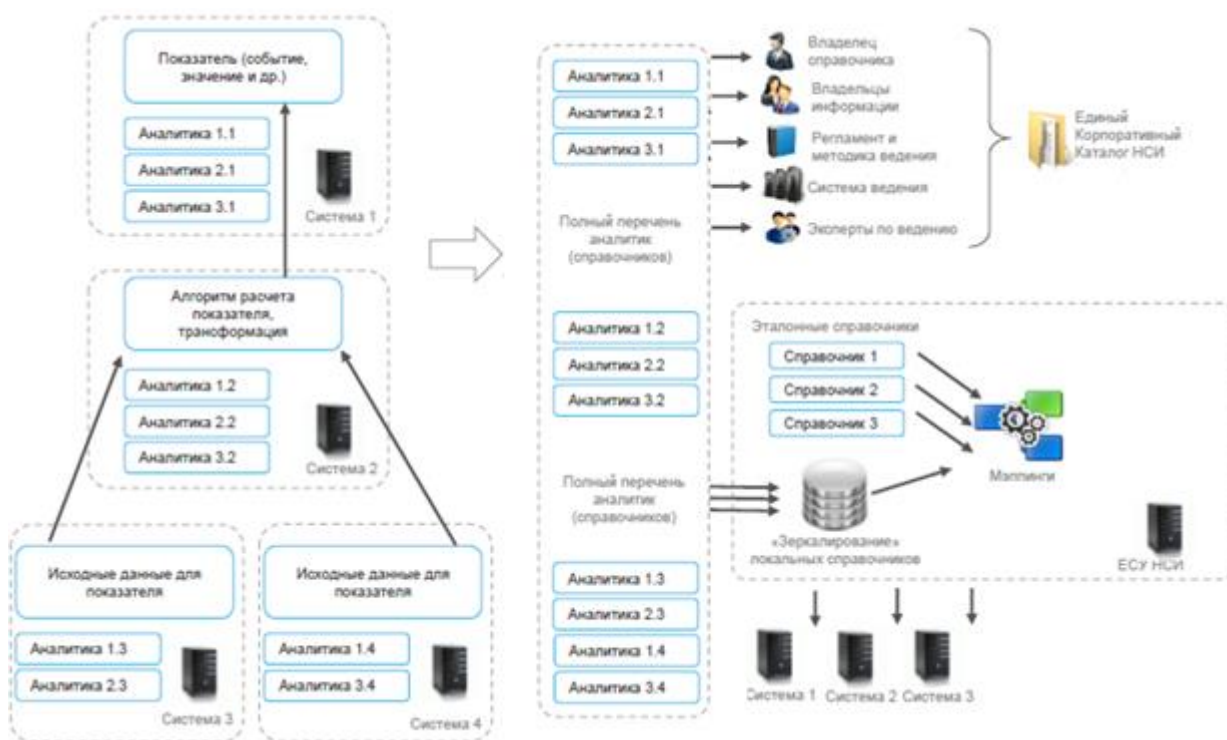 Показатель (событие,
значение и др.)
Аналитика 1.1
Аналитика 2.1
Аналитика 3.1
Система 1
Алгоритм расчета
показателя,
трансформация
Аналитика 1.2
Аналитика 2.2
Аналитика 3.2
Система 2
Исходные данные для
показателя
Аналитика 1.3
Аналитика 2.3
Система 3
Исходные данные для
показателя
Аналитика 1.4
Аналитика 3.4
Система 4
Аналитика 1.1
Аналитика 2.1
Аналитика 3.1
Полный перечень
аналитик
(справочников)
Аналитика 1.2
Аналитика 2.2
Аналитика 3.2
Полный перечень
аналитик
(справочников)
Аналитика 1.3
Аналитика 2.3
Аналитика 1.4
Аналитика 3.4
Владелец
справочника
Владельцы
информации
Регламент и
методика ведения
Система ведения
Эксперты по ведению
Единый
Корпоративный
Каталог НСИ
Эталонные справочники
Справочник 1
Справочник 2
Справочник 3
Мэппинги
«Зеркалирование»
локальных справочников
ЕСУ НСИ
Система 1
Система 2
Система 3